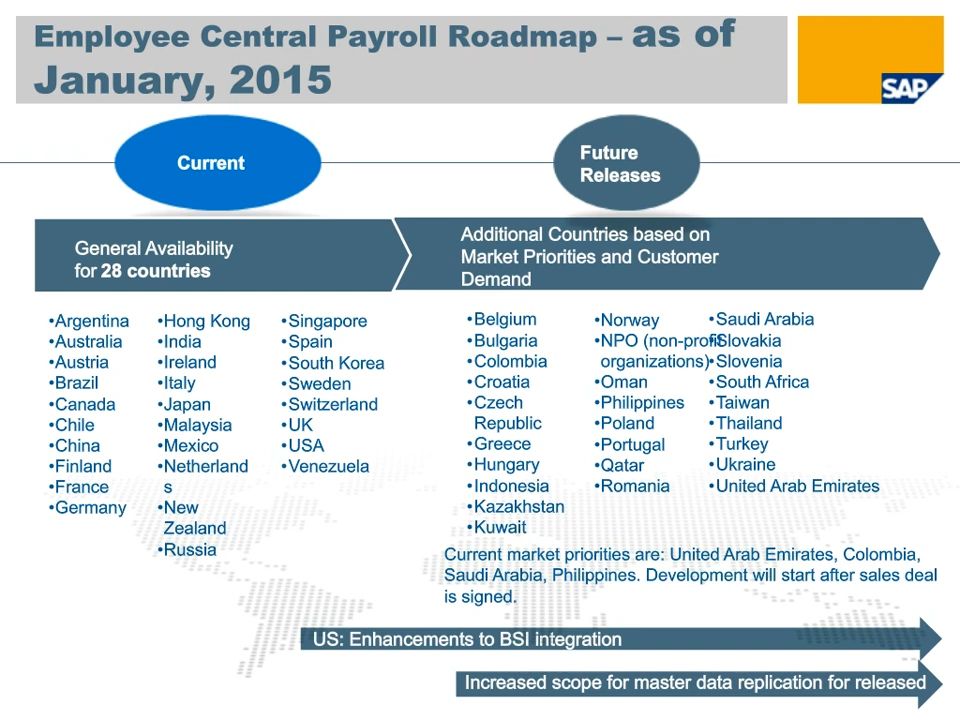 Employee Central Payroll Roadmap – as of
January, 2015
SAP
Current
Future
Releases
General Availability
for 28 countries
Additional Countries based on
Market Priorities and Customer
Demand
•Argentina
•Australia
•Austria
•Brazil
•Canada
•Chile
•China
•Finland
•France
•Germany
•Hong Kong
•India
•Ireland
•Italy
•Japan
•Malaysia
•Mexico
•Netherland
s
•New
Zealand
•Russia
•Singapore
•Spain
•South Korea
•Sweden
•Switzerland
•UK
•USA
•Venezuela
•Belgium
•Bulgaria
•Colombia
•Croatia
•Czech
Republic
•Greece
•Hungary
•Indonesia
•Kazakhstan
•Kuwait
•Norway
•NPO (non-profit
organizations)
•Oman
•Philippines
•Poland
•Portugal
•Qatar
•Romania
•Saudi Arabia
•Slovakia
•Slovenia
•South Africa
•Taiwan
•Thailand
•Turkey
•Ukraine
•United Arab Emirates
Current market priorities are: United Arab Emirates, Colombia,
Saudi Arabia, Philippines. Development will start after sales deal
is signed.
US: Enhancements to BSI integration
Increased scope for master data replication for released